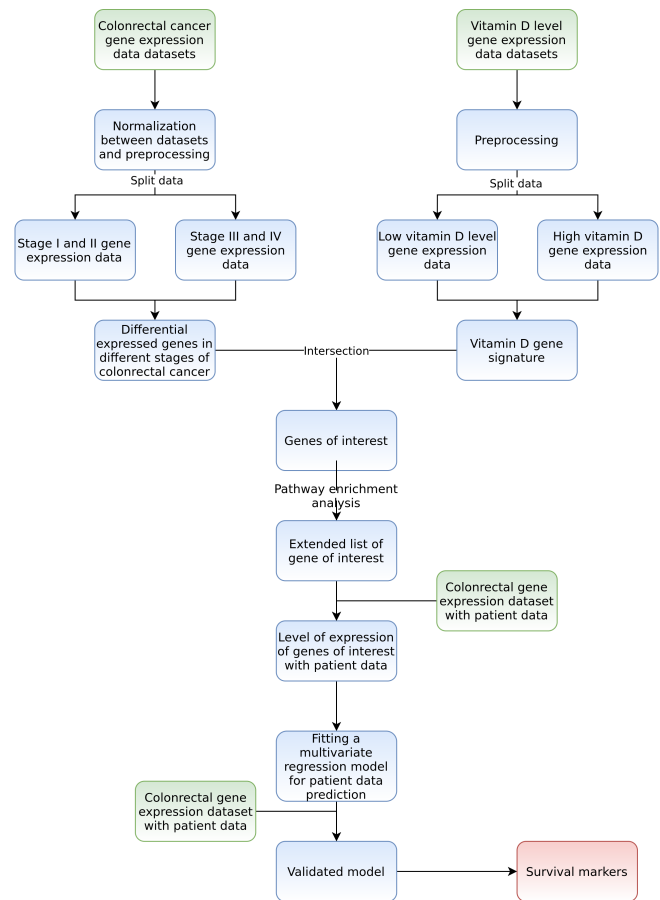 Colonrectal cancer
gene expression
data datasets
Vitamin D level
gene expression
data datasets
Normalization
between datasets
and preprocessing
Preprocessing
Split data
Split data
Stage I and II gene
expression data
Stage III and IV
gene expression
data
Low vitamin D level
gene expression
data
High vitamin D
gene expression
data
Differential
expressed genes in
different stages of
colonrectal cancer
Intersection
Vitamin D gene
signature
Genes of interest
Pathway enrichment
analysis
Extended list of
gene of interest
Colonrectal gene
expression dataset
with patient data
Level of expression
of genes of interest
with patient data
Fitting a
multivariate
regression model
for patient data
prediction
Colonrectal gene
expression dataset
with patient data
Validated model
Survival markers